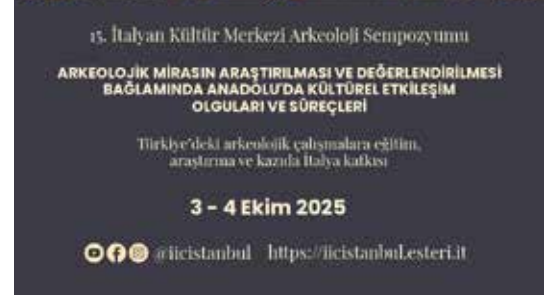 15. İtalyan Kültür Merkezi Arkeoloji Sempozyumu
ARKEOLOJİK MİRASIN ARAŞTIRILMASI VE DEĞERLENDİRİLMESİ
BAĞLAMINDA ANADOLU'DA KÜLTÜREL ETKİLEŞİM
OLGULARI VE SÜREÇLERİ
Türkiye'deki arkeolojik çalışmalara eğitim,
araştırma ve kazıda İtalya katkısı
3 - 4 Ekim 2025
@iicistanbul https://iicistanbul.esteri.it